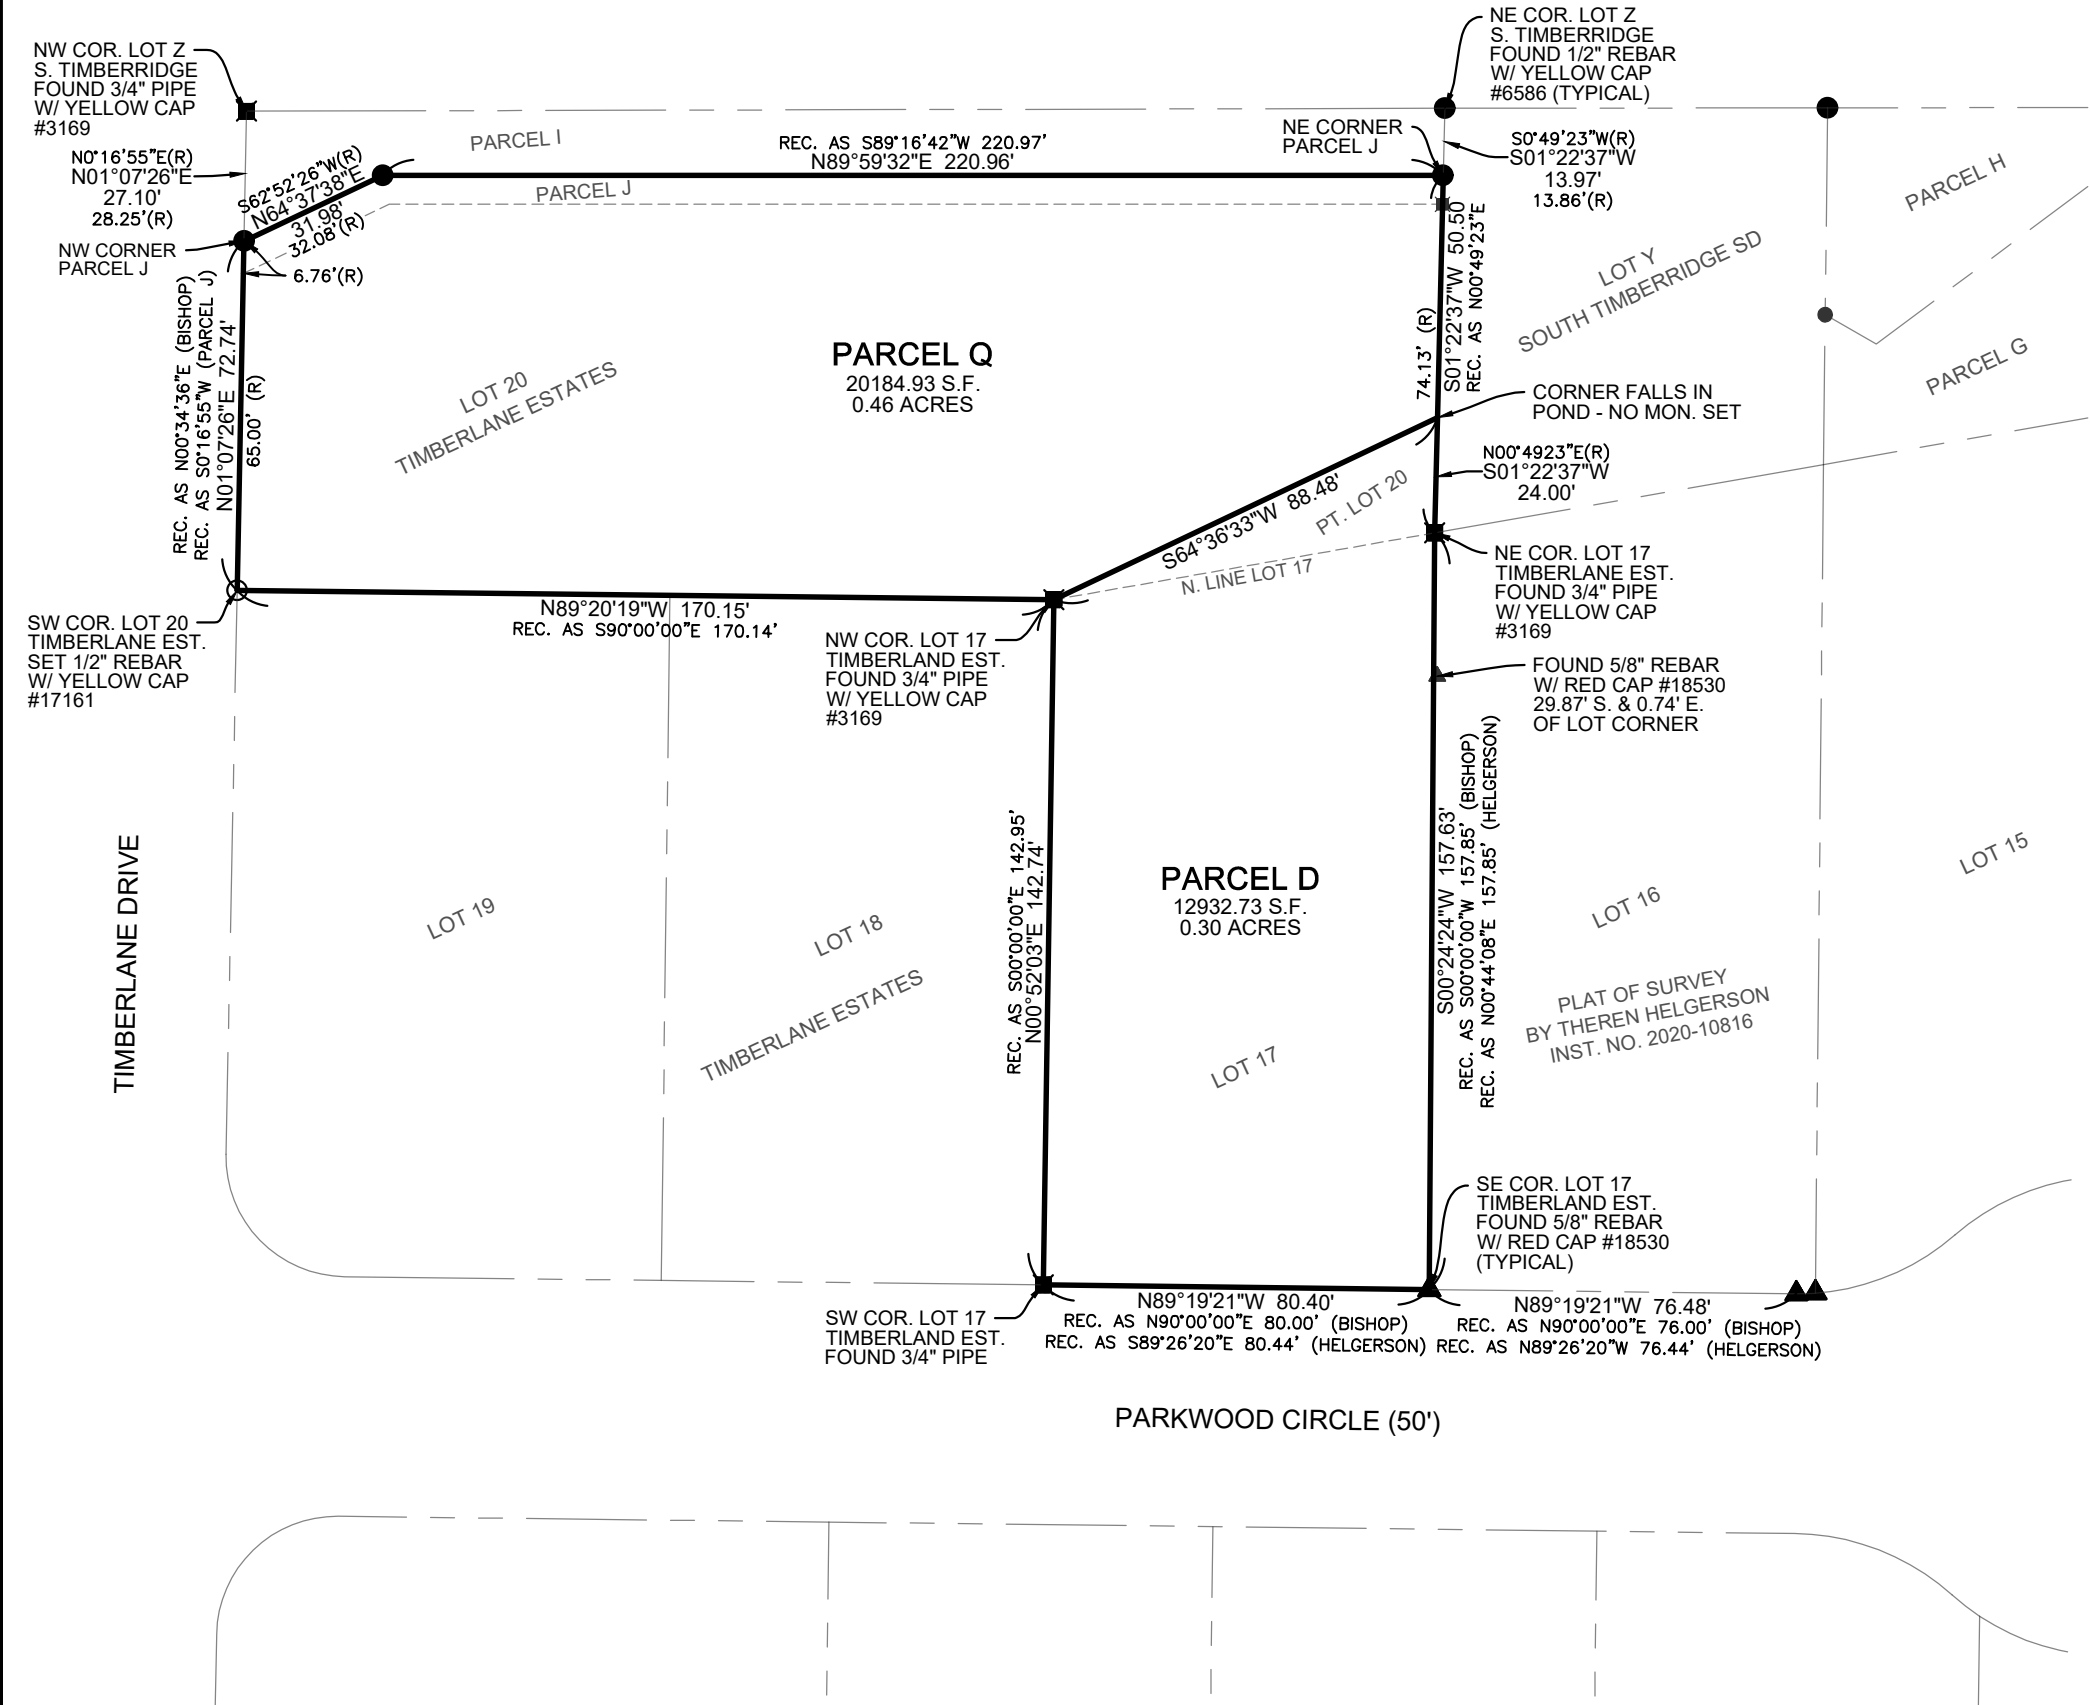 NW COR. LOT Z
S. TIMBERRIDGE
FOUND 3/4" PIPE
W/ YELLOW CAP
#3169
NE COR. LOT Z
S. TIMBERRIDGE
FOUND 1/2" REBAR
W/ YELLOW CAP
#6586 (TYPICAL)
PARCEL I
REC. AS S89°16'42"W 220.97'
N89°59'32"E 220.96'
NE CORNER
PARCEL J
S0°49'23"W(R)
S01°22'37"W
13.97'
13.86'(R)
PARCEL H
N0°16'55"E(R)
N01°07'26"E
27.10'
28.25'(R)
S62°52'26"W(R)
N64°37'38"E
31.98'
32.08'(R)
PARCEL J
NW CORNER
PARCEL J
6.76'(R)
REC. AS N00°34'36"E (BISHOP)
REC. AS S0°16'55"W (PARCEL J)
N01°07'26"E 72.74'
65.00' (R)
74.13' (R)
S01°22'37"W 50.50
REC. AS N00°49'23"E
LOT Y
SOUTH TIMBERRIDGE SD
PARCEL G
PARCEL Q
20184.93 S.F.
0.46 ACRES
LOT 20
TIMBERLANE ESTATES
CORNER FALLS IN
POND - NO MON. SET
N00°4923"E(R)
S01°22'37"W
24.00'
S64°36'33"W 88.48'
PT. LOT 20
N. LINE LOT 17
NE COR. LOT 17
TIMBERLANE EST.
FOUND 3/4" PIPE
W/ YELLOW CAP
#3169
N89°20'19"W 170.15'
REC. AS S90°00'00"E 170.14'
SW COR. LOT 20
TIMBERLANE EST.
SET 1/2" REBAR
W/ YELLOW CAP
#17161
NW COR. LOT 17
TIMBERLAND EST.
FOUND 3/4" PIPE
W/ YELLOW CAP
#3169
FOUND 5/8" REBAR
W/ RED CAP #18530
29.87' S. & 0.74' E.
OF LOT CORNER
TIMBERLANE DRIVE
LOT 19
LOT 18
TIMBERLANE ESTATES
REC. AS S00°00'00"E 142.95'
N00°52'03"E 142.74'
PARCEL D
12932.73 S.F.
0.30 ACRES
LOT 17
S00°24'24"W 157.63'
REC. AS S00°00'00"W 157.85' (BISHOP)
REC. AS N00°44'08"E 157.85' (HELGERSON)
LOT 16
LOT 15
PLAT OF SURVEY
BY THEREN HELGERSON
INST. NO. 2020-10816
SE COR. LOT 17
TIMBERLAND EST.
FOUND 5/8" REBAR
W/ RED CAP #18530
(TYPICAL)
SW COR. LOT 17
TIMBERLAND EST.
FOUND 3/4" PIPE
N89°19'21"W 80.40'
REC. AS N90°00'00"E 80.00' (BISHOP)
REC. AS S89°26'20"E 80.44' (HELGERSON)
N89°19'21"W 76.48'
REC. AS N90°00'00"E 76.00' (BISHOP)
REC. AS N89°26'20"W 76.44' (HELGERSON)
PARKWOOD CIRCLE (50')